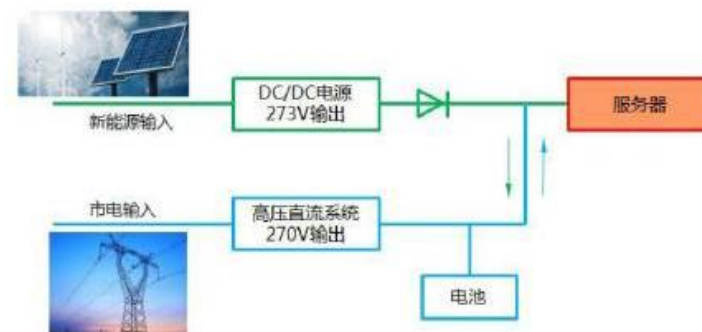 新能源输入
DC/DC电源
273V输出
服务器
市电输入
高压直流系统
270V输出
电池